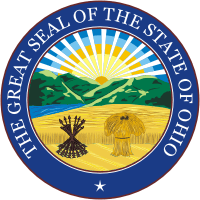 THE GREAT SEAL OF THE STATE OF OHIO